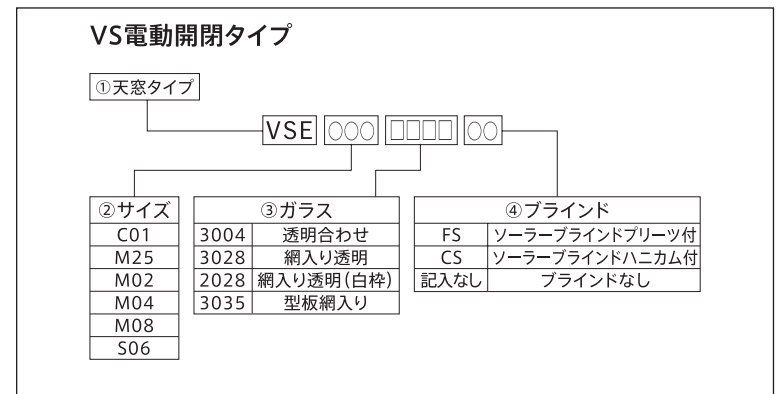 VS電動開閉タイプ
①天窓タイプ
VSE ○○○ □□□□ ○○
②サイズ
C01
M25
M02
M04
M08
S06
③ガラス
3004 透明合わせ
3028 網入り透明
2028 網入り透明(白枠)
3035 型板網入り
④ブラインド
FS ソーラーブラインドプリーツ付
CS ソーラーブラインドハニカム付
記入なし ブラインドなし